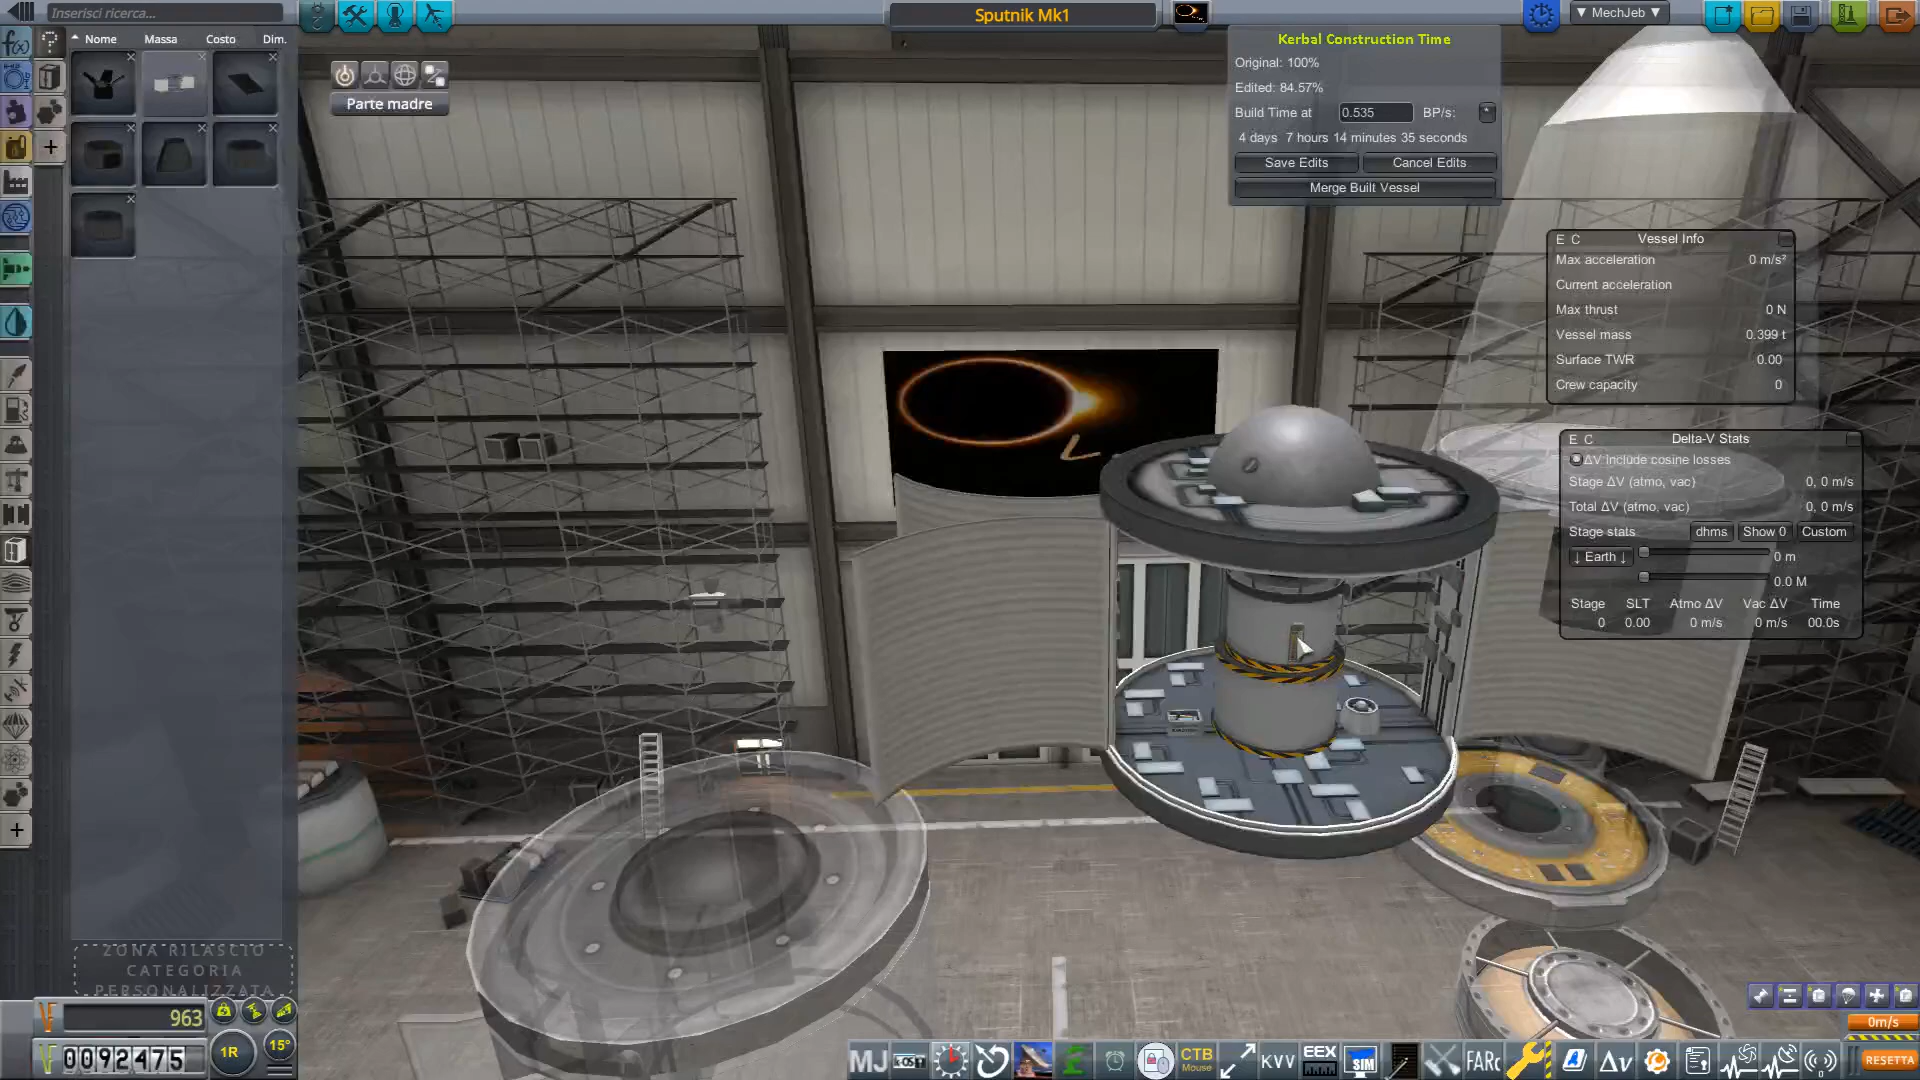 Inserisci ricerca...
Sputnik Mk1
▼ MechJeb ▼
Nome Massa Costo Dim.
Parte madre
Kerbal Construction Time
Original: 100%
Edited: 84.57%
Build Time at 0.535 BP/s: *
4 days 7 hours 14 minutes 35 seconds
Save Edits Cancel Edits
Merge Built Vessel
E C Vessel Info
Max acceleration 0 m/s²
Current acceleration
Max thrust 0 N
Vessel mass 0.399 t
Surface TWR 0.00
Crew capacity 0
E C Delta-V Stats
ΔV include cosine losses
Stage ΔV (atmo, vac) 0, 0 m/s
Total ΔV (atmo, vac) 0, 0 m/s
Stage stats dhms Show 0 Custom
↓ Earth ↓ 0 m
0.0 M
Stage SLT Atmo ΔV Vac ΔV Time
0 0.00 0 m/s 0 m/s 00.0s
ZONA RILASCIO
CATEGORIA
PERSONALIZZATA
963
0092475
1R
15°
0m/s
MJ kOST CTB Mouse KVV EEX SIM FARc Δv
RESETTA